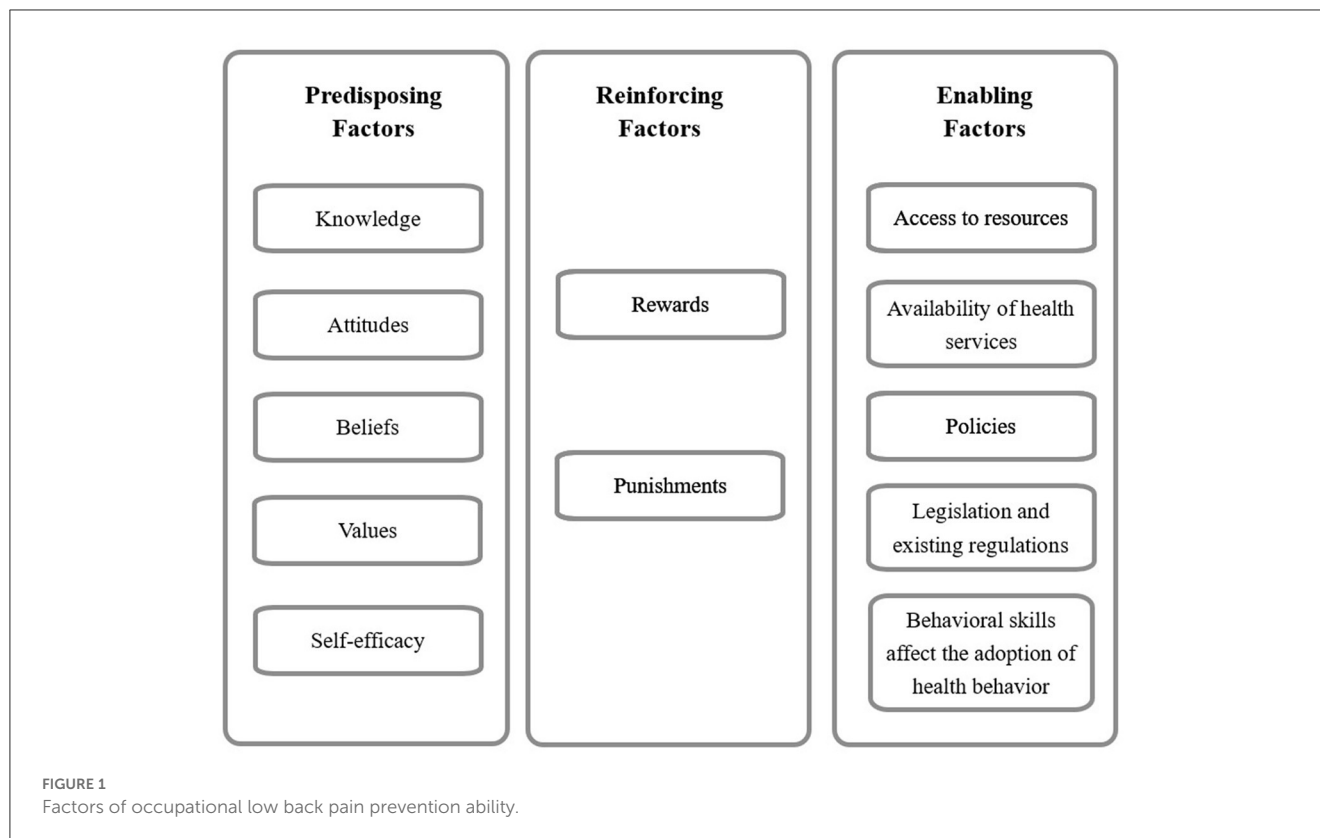 Predisposing
Factors
Knowledge
Attitudes
Beliefs
Values
Self-efficacy
Reinforcing
Factors
Rewards
Punishments
Enabling
Factors
Access to resources
Availability of health
services
Policies
Legislation and
existing regulations
Behavioral skills
affect the adoption of
health behavior
FIGURE 1
Factors of occupational low back pain prevention ability.